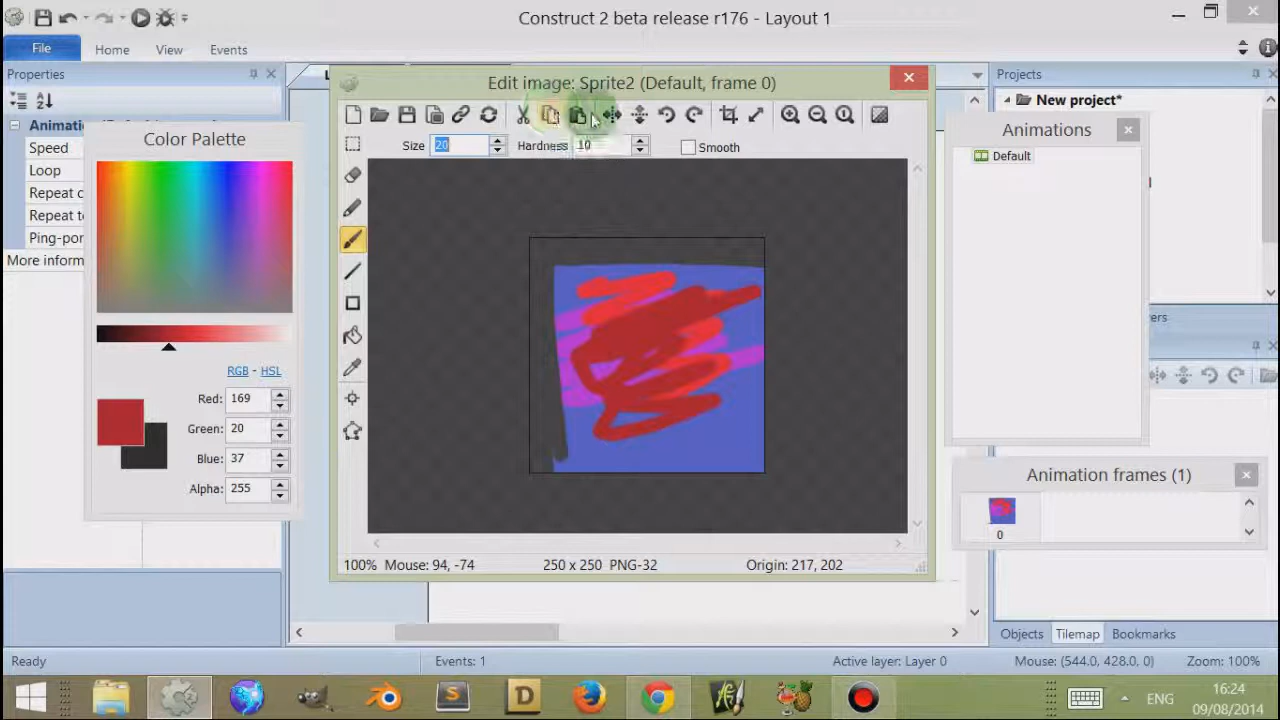 Construct 2 beta release r176 - Layout 1
File Home View Events
Properties
Projects
Edit image: Sprite2 (Default, frame 0)
New project*
Size 20 Hardness 10 Smooth
Color Palette
Animations
Speed
Default
Loop
Repeat c
Repeat to
Ping-por
More inform
RGB - HSL
Red: 169
Green: 20
Blue: 37
Alpha: 255
Animation frames (1)
0
100% Mouse: 94, -74 250 x 250 PNG-32 Origin: 217, 202
Objects Tilemap Bookmarks
Ready Events: 1 Active layer: Layer 0 Mouse: (544.0, 428.0, 0) Zoom: 100%
S D ENG 16:24
09/08/2014